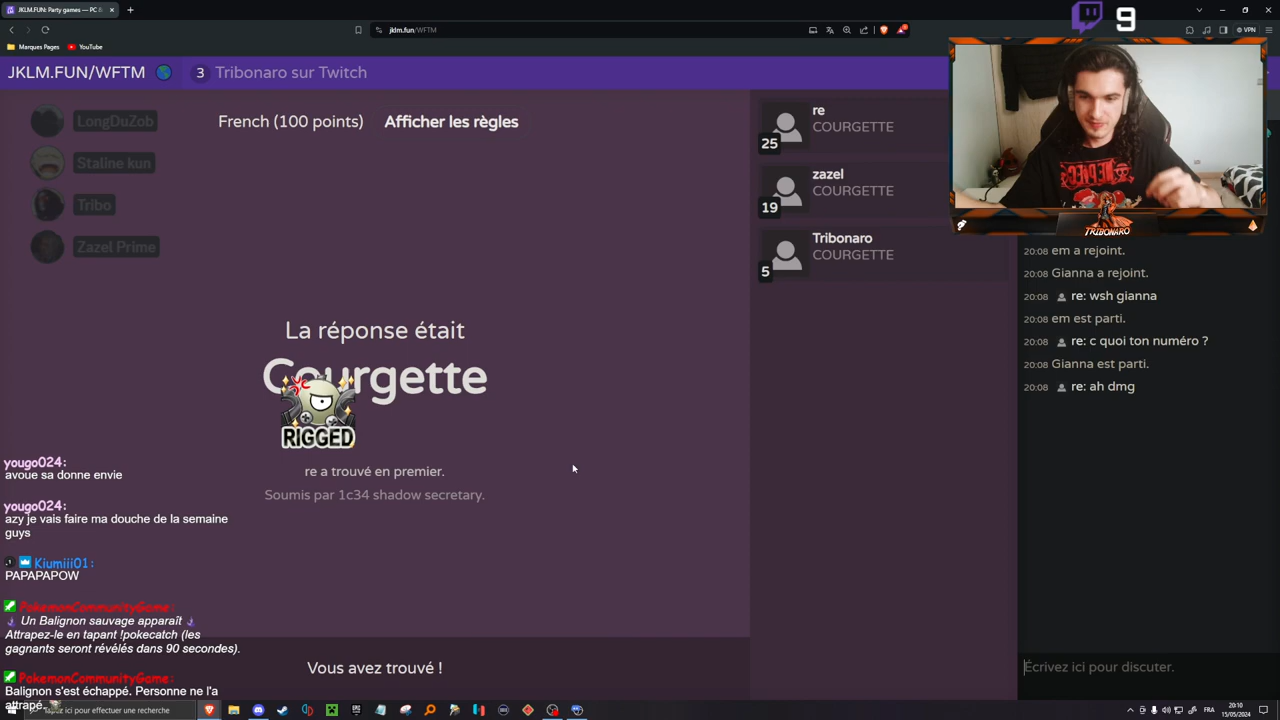 JKLM.FUN: Party games — PC B
jklm.fun/WFTM
VPN
Marques Pages
YouTube
9
JKLM.FUN/WFTM
3
Tribonaro sur Twitch
LongDuZob
Staline kun
Tribo
Zazel Prime
French (100 points)
Afficher les règles
La réponse était
Courgette
RIGGED
re a trouvé en premier.
Soumis par 1c34 shadow secretary.
Vous avez trouvé !
re
COURGETTE
25
zazel
COURGETTE
19
Tribonaro
COURGETTE
5
TRIBONARO
20:08 em a rejoint.
20:08 Gianna a rejoint.
20:08 re: wsh gianna
20:08 em est parti.
20:08 re: c quoi ton numéro ?
20:08 Gianna est parti.
20:08 re: ah dmg
Écrivez ici pour discuter.
yougo024:
avoue sa donne envie
yougo024:
azy je vais faire ma douche de la semaine
guys
Kiumiii01:
PAPAPAPOW
PokemonCommunityGame:
Un Balignon sauvage apparaît
Attrapez-le en tapant !pokecatch (les
gagnants seront révélés dans 90 secondes).
PokemonCommunityGame:
Balignon s'est échappé. Personne ne l'a
attrapé.
Tapez ici pour effectuer une recherche
FR
20:10
15/05/2024